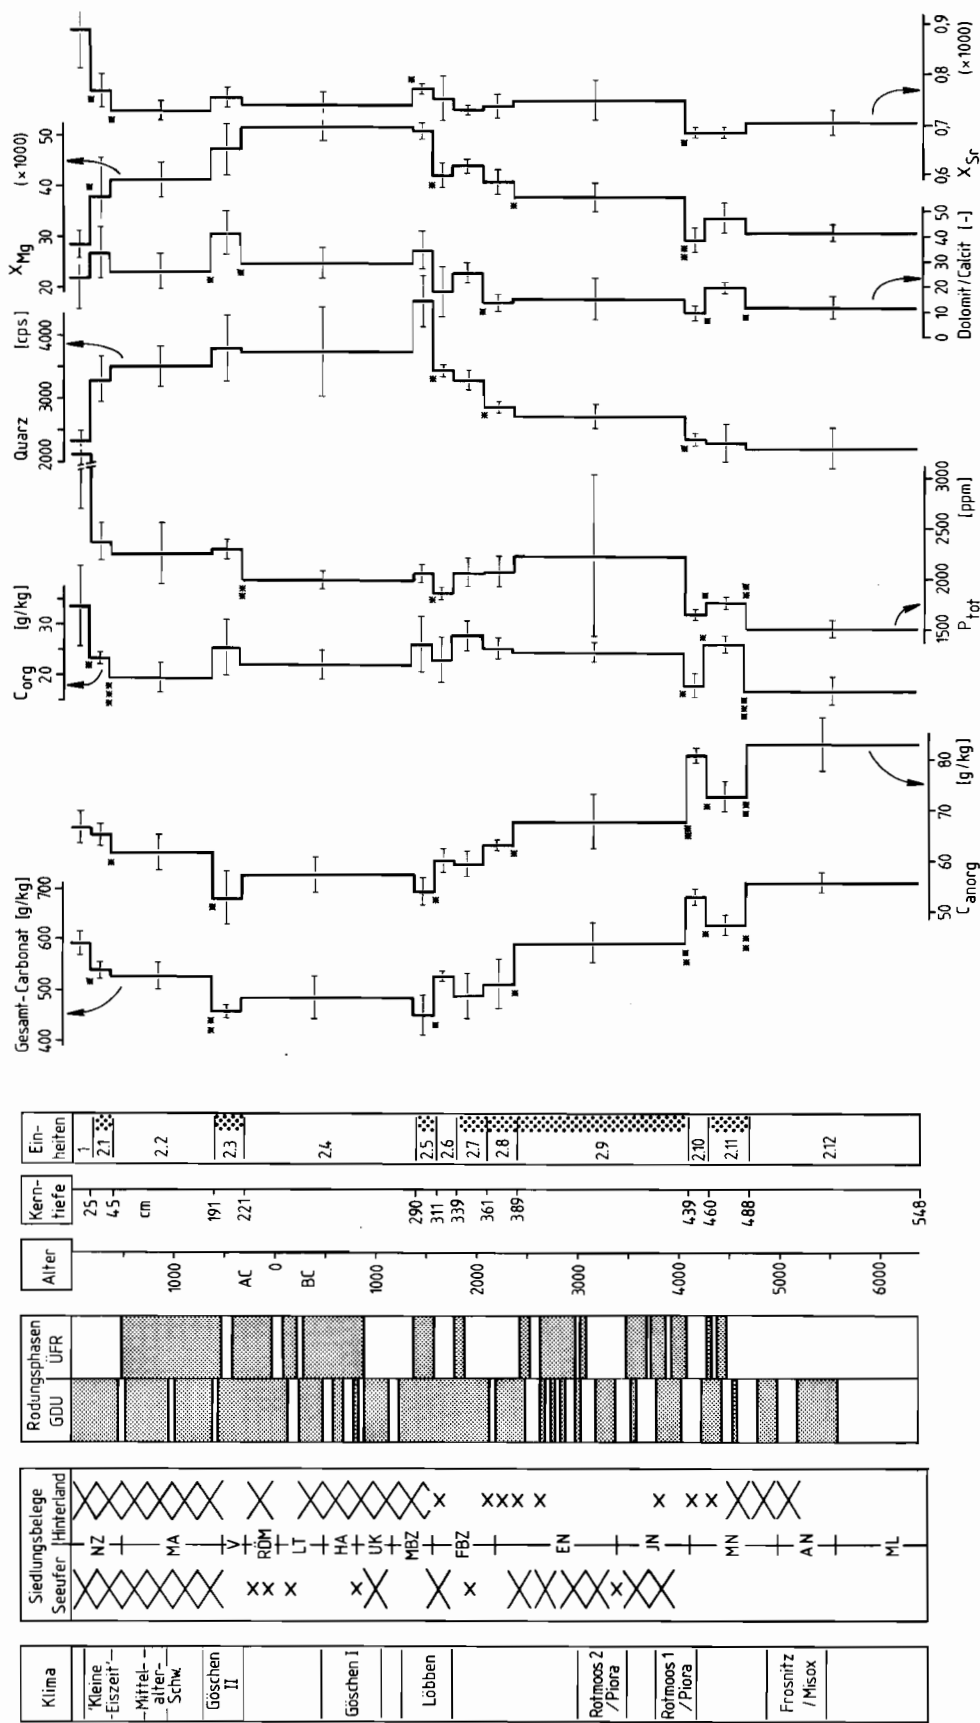 Klima
'Kleine
-Eiszeit'-
-Mittel-
alter-
Schw.
Göschen
II
Göschen I
Löbben
Rotmoos 2
/Piora
Rotmoos 1
/Piora
Frosnitz
/Misox
Siedlungsbelege
Seeufer Hinterland
NZ
MA
V
RÖM
LT
HA
UK
MBZ
FBZ
EN
JN
MN
AN
ML
Rodungsphasen
GDU ÜFR
Alter
1000
AC
0
BC
1000
2000
3000
4000
5000
6000
Kern-
tiefe
25
45
cm
191
221
290
311
339
361
389
439
460
488
548
Ein-
heiten
1
2.1
2.2
2.3
2.4
2.5
2.6
2.7
2.8
2.9
2.10
2.11
2.12
Gesamt-Carbonat [g/kg]
400 500 600 700
C anorg [g/kg]
50 60 70 80
C org [g/kg]
20 30
P tot [ppm]
1500 2000 2500 3000
Quarz [cps]
2000 3000 4000
Dolomit/Calcit [-]
0 10 20 30 40 50
X Mg (×1000)
20 30 40 50
X Sr (×1000)
0,6 0,7 0,8 0,9